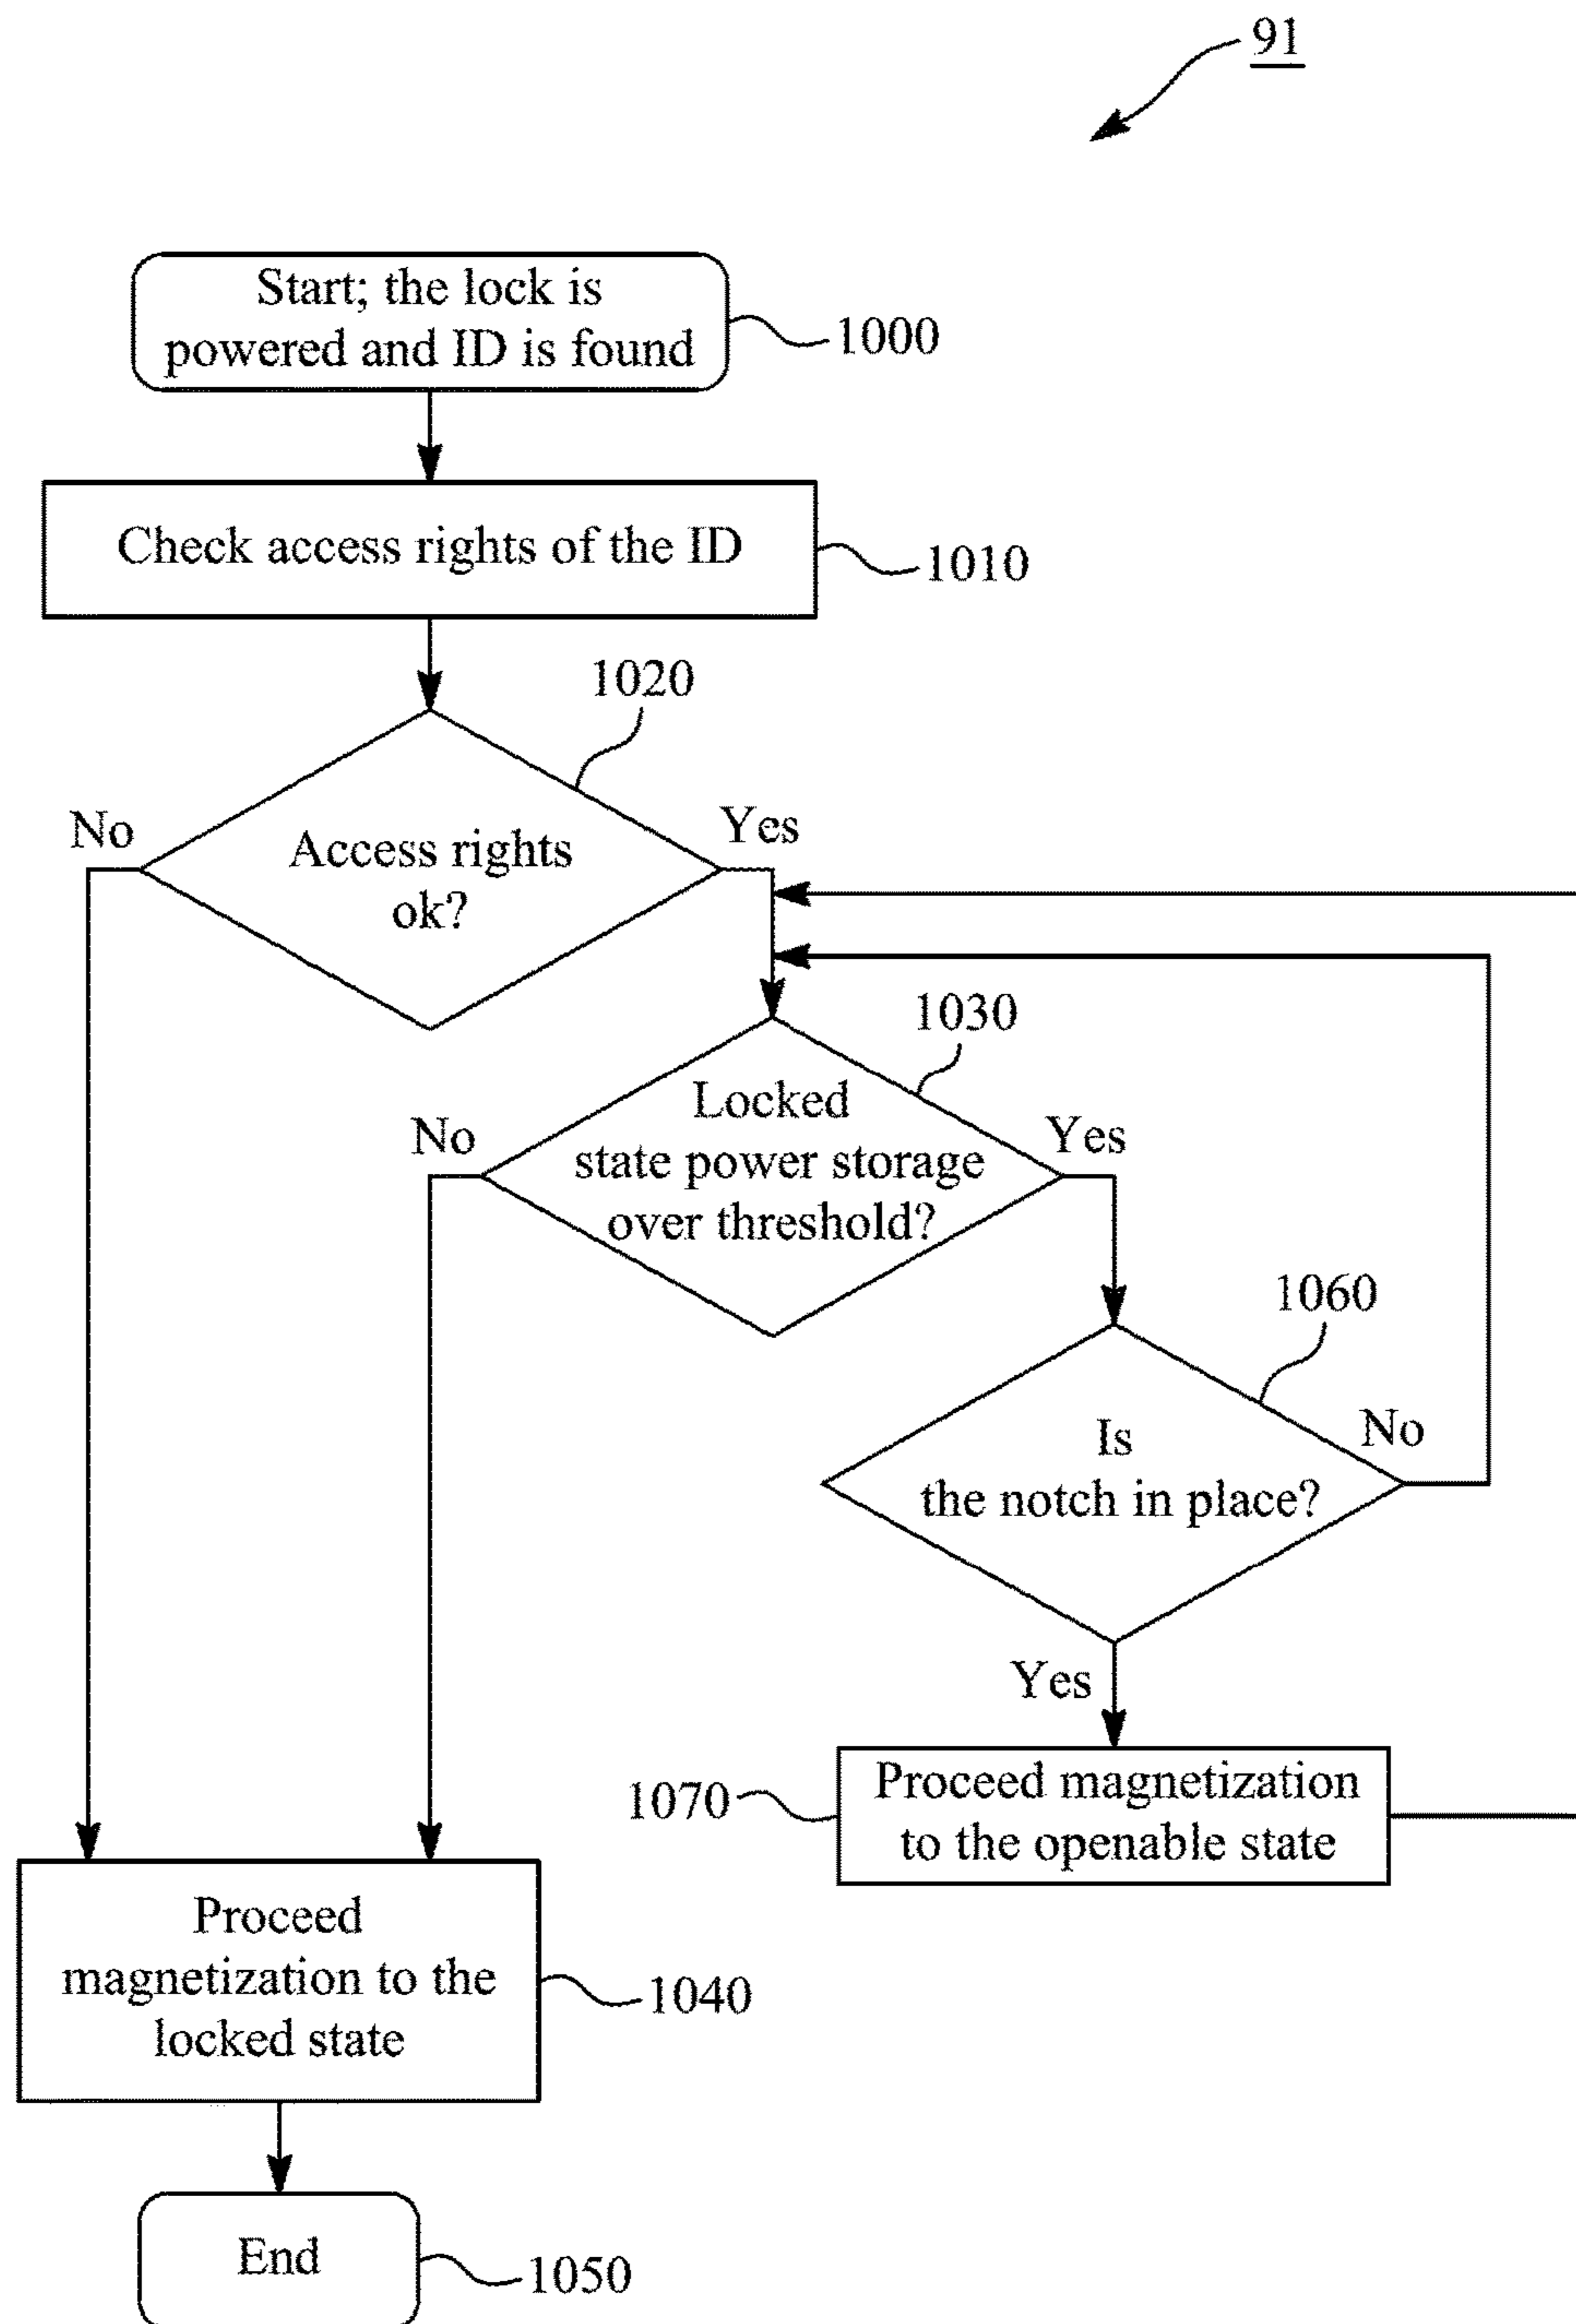 91
Start; the lock is
powered and ID is found
1000
Check access rights of the ID
1010
1020
No
Yes
Access rights
ok?
1030
No
Yes
Locked
state power storage
over threshold?
1060
No
Is
the notch in place?
Yes
1070
Proceed magnetization
to the openable state
Proceed
magnetization to the
locked state
1040
End
1050